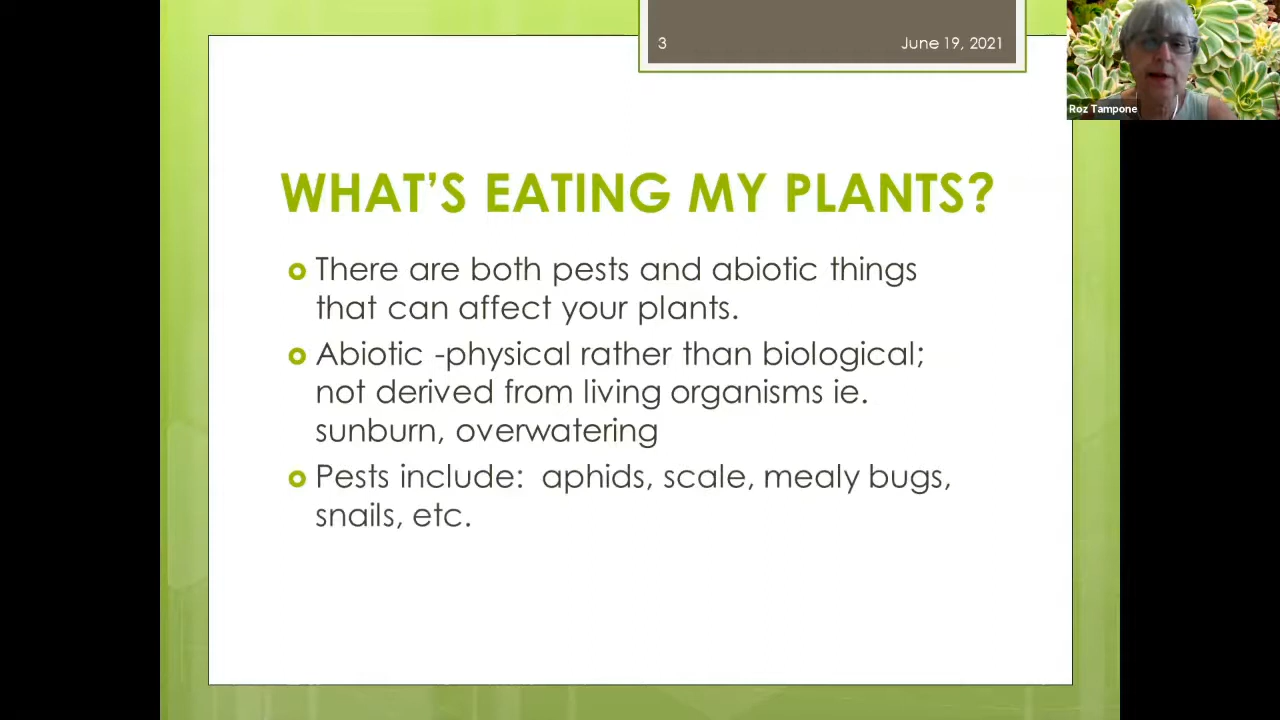 3
June 19, 2021
Roz Tampone
WHAT'S EATING MY PLANTS?
There are both pests and abiotic things
that can affect your plants.
Abiotic -physical rather than biological;
not derived from living organisms ie.
sunburn, overwatering
Pests include:  aphids, scale, mealy bugs,
snails, etc.